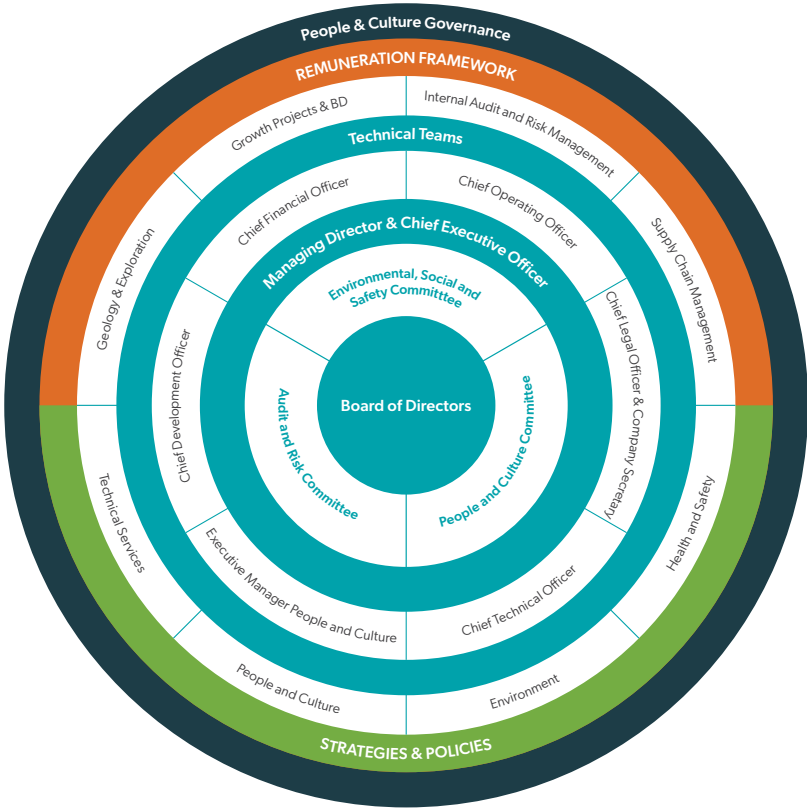 People & Culture Governance
REMUNERATION FRAMEWORK
Growth Projects & BD
Internal Audit and Risk Management
Supply Chain Management
Health and Safety
Environment
People and Culture
Technical Services
Geology & Exploration
Technical Teams
Chief Financial Officer
Chief Operating Officer
Chief Legal Officer & Company Secretary
Chief Technical Officer
Executive Manager People and Culture
Chief Development Officer
Managing Director & Chief Executive Officer
Environmental, Social and
Safety Committtee
People and Culture Committee
Audit and Risk Committee
Board of Directors
STRATEGIES & POLICIES